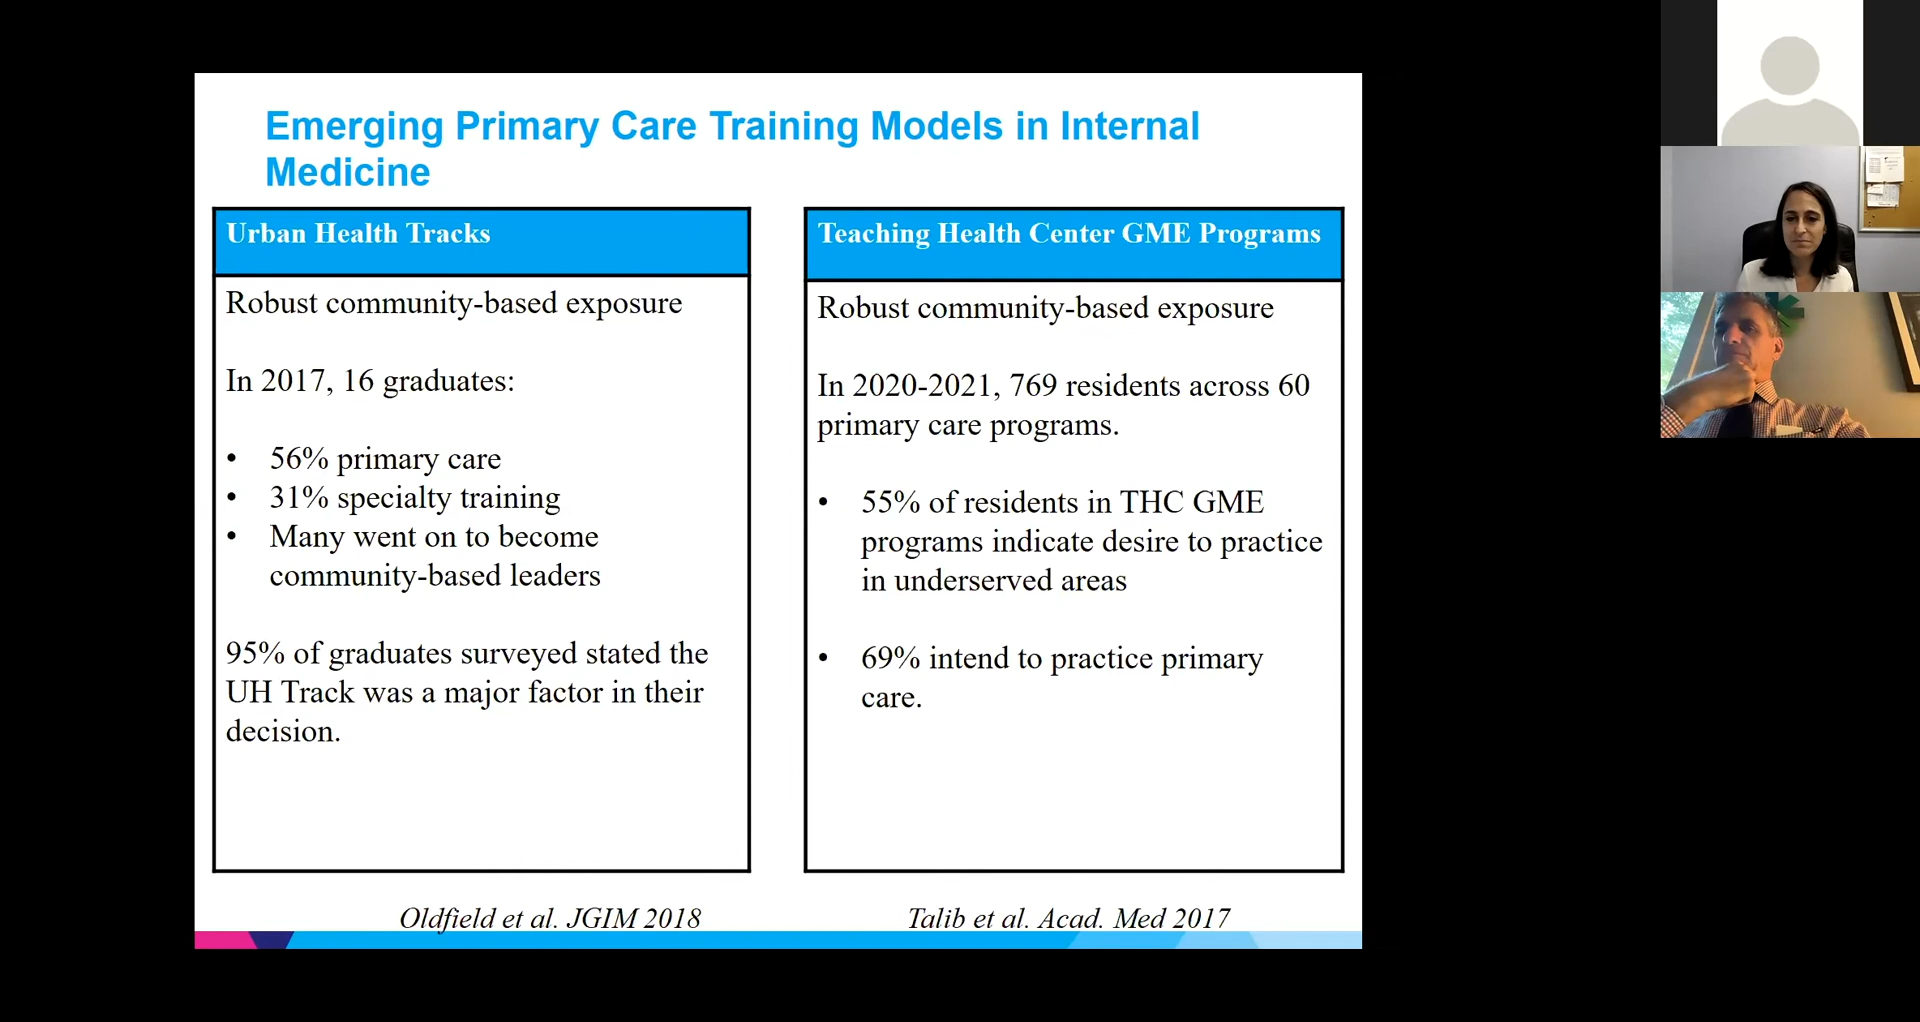 Emerging Primary Care Training Models in Internal
Medicine
Urban Health Tracks
Robust community-based exposure
In 2017, 16 graduates:
• 56% primary care
• 31% specialty training
• Many went on to become
community-based leaders
95% of graduates surveyed stated the
UH Track was a major factor in their
decision.
Oldfield et al. JGIM 2018
Teaching Health Center GME Programs
Robust community-based exposure
In 2020-2021, 769 residents across 60
primary care programs.
• 55% of residents in THC GME
programs indicate desire to practice
in underserved areas
• 69% intend to practice primary
care.
Talib et al. Acad. Med 2017